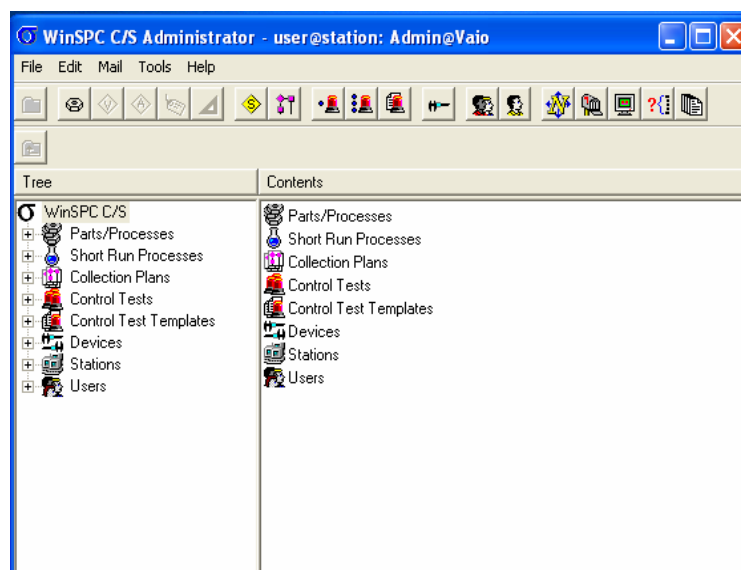 WinSPC C/S Administrator - user@station: Admin@Vaio
File Edit Mail Tools Help
Tree Contents
WinSPC C/S
Parts/Processes
Short Run Processes
Collection Plans
Control Tests
Control Test Templates
Devices
Stations
Users
Parts/Processes
Short Run Processes
Collection Plans
Control Tests
Control Test Templates
Devices
Stations
Users